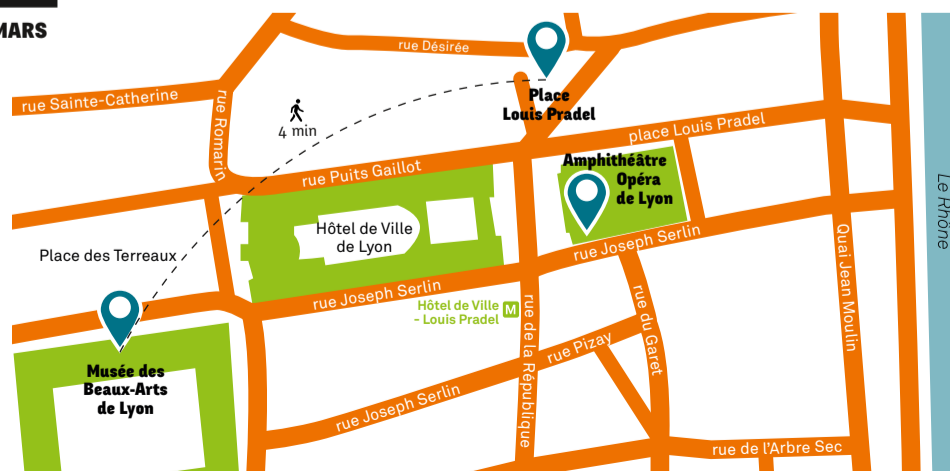 MARS
rue Désirée
Place
Louis Pradel
rue Sainte-Catherine
rue Romarin
4 min
place Louis Pradel
rue Puits Gaillot
Amphithéâtre
Opéra
de Lyon
Le Rhône
Hôtel de Ville
de Lyon
Place des Terreaux
rue Joseph Serlin
Quai Jean Moulin
rue Joseph Serlin
Hôtel de Ville
- Louis Pradel
M
rue de la République
rue du Garet
rue Pizay
Musée des
Beaux-Arts
de Lyon
rue Joseph Serlin
rue de l'Arbre Sec